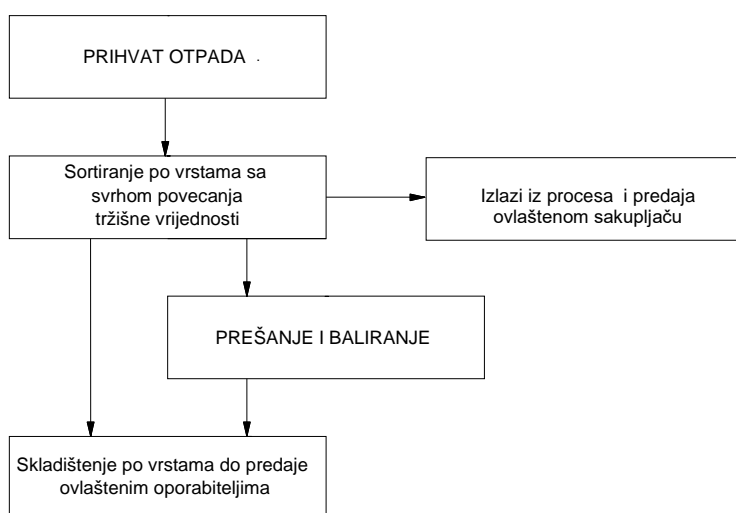 PRIHVAT OTPADA .
Sortiranje po vrstama sa
svrhom povecanja
tržišne vrijednosti
Izlazi iz procesa i predaja
ovlaštenom sakupljaču
PREŠANJE I BALIRANJE
Skladištenje po vrstama do predaje
ovlaštenim oporabiteljima